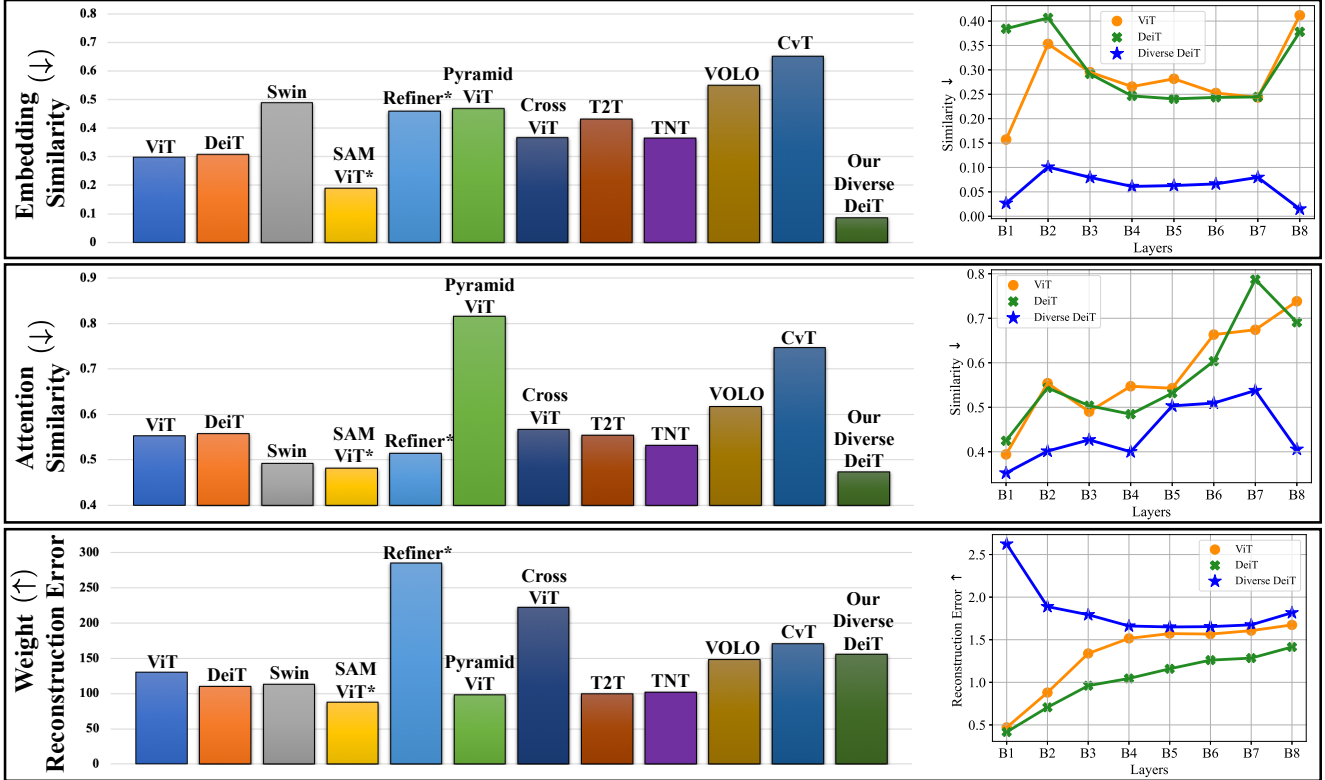 Embedding (↓)
Similarity
0.8
0.7
0.6
0.5
0.4
0.3
0.2
0.1
0
ViT
DeiT
Swin
SAM
ViT*
Refiner*
Pyramid
ViT
Cross
ViT
T2T
TNT
VOLO
CvT
Our
Diverse
DeiT
Similarity ↓
0.40
0.35
0.30
0.25
0.20
0.15
0.10
0.05
0.00
ViT
DeiT
Diverse DeiT
B1 B2 B3 B4 B5 B6 B7 B8
Layers
Attention (↓)
Similarity
0.9
0.8
0.7
0.6
0.5
0.4
ViT
DeiT
Swin
SAM
ViT*
Refiner*
Pyramid
ViT
Cross
ViT
T2T
TNT
VOLO
CvT
Our
Diverse
DeiT
Similarity ↓
0.8
0.7
0.6
0.5
0.4
ViT
DeiT
Diverse DeiT
B1 B2 B3 B4 B5 B6 B7 B8
Layers
Weight (↑)
Reconstruction Error
300
250
200
150
100
50
0
ViT
DeiT
Swin
SAM
ViT*
Refiner*
Pyramid
ViT
Cross
ViT
T2T
TNT
VOLO
CvT
Our
Diverse
DeiT
Reconstruction Error ↑
2.5
2.0
1.5
1.0
0.5
ViT
DeiT
Diverse DeiT
B1 B2 B3 B4 B5 B6 B7 B8
Layers